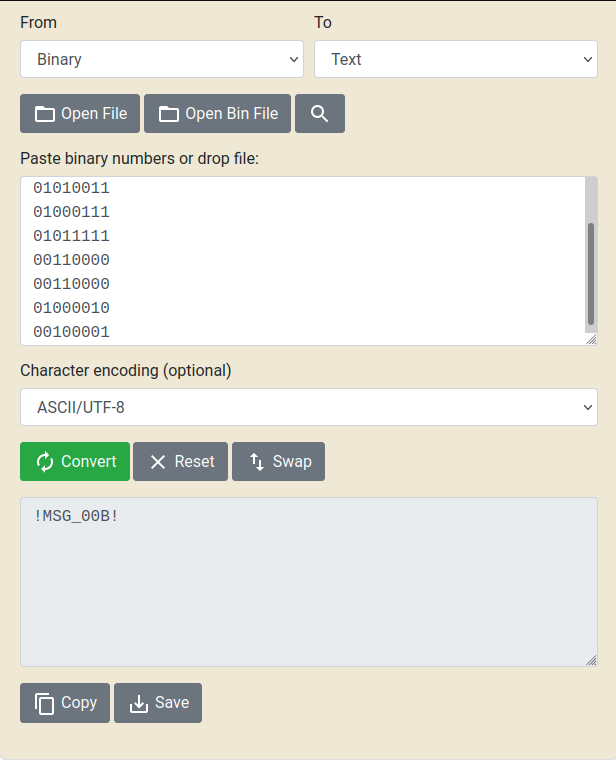 From To
Binary Text
Open File Open Bin File
Paste binary numbers or drop file:
01010011
01000111
01011111
00110000
00110000
01000010
00100001
Character encoding (optional)
ASCII/UTF-8
Convert Reset Swap
!MSG_00B!
Copy Save